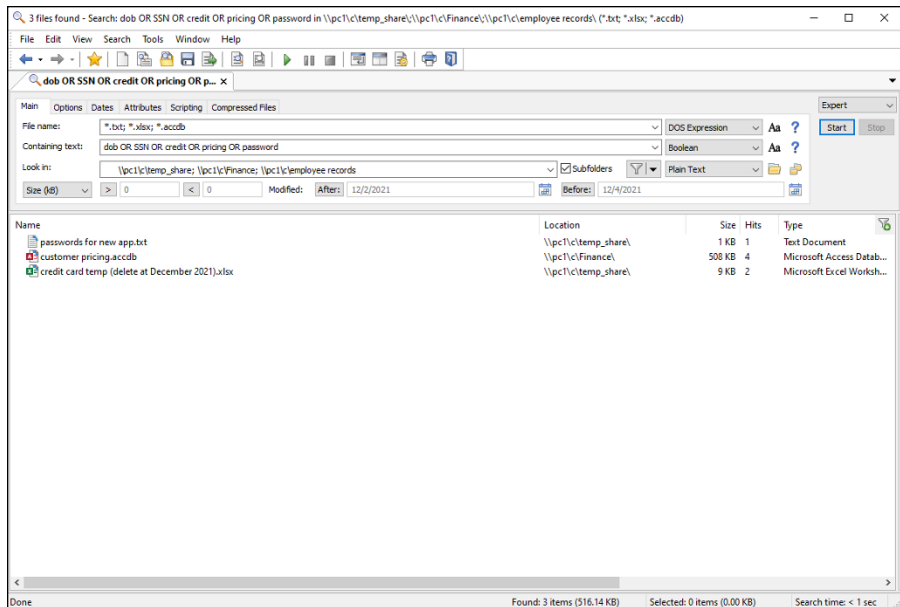 3 files found - Search: dob OR SSN OR credit OR pricing OR password in \\pc1\c\temp_share\;\\pc1\c\Finance\;\\pc1\c\employee records\ (*.txt; *.xlsx; *.accdb)
File Edit View Search Tools Window Help
dob OR SSN OR credit OR pricing OR p... x
Main Options Dates Attributes Scripting Compressed Files Expert
File name: *.txt; *.xlsx; *.accdb DOS Expression Aa ? Start Stop
Containing text: dob OR SSN OR credit OR pricing OR password Boolean Aa ?
Look in: \\pc1\c\temp_share; \\pc1\c\Finance; \\pc1\c\employee records Subfolders Plain Text
Size (kB) > 0 < 0 Modified: After: 12/2/2021 Before: 12/4/2021
Name Location Size Hits Type
passwords for new app.txt \\pc1\c\temp_share\ 1 KB 1 Text Document
customer pricing.accdb \\pc1\c\Finance\ 508 KB 4 Microsoft Access Datab...
credit card temp (delete at December 2021).xlsx \\pc1\c\temp_share\ 9 KB 2 Microsoft Excel Worksh...
Done Found: 3 items (516.14 KB) Selected: 0 items (0.00 KB) Search time: < 1 sec